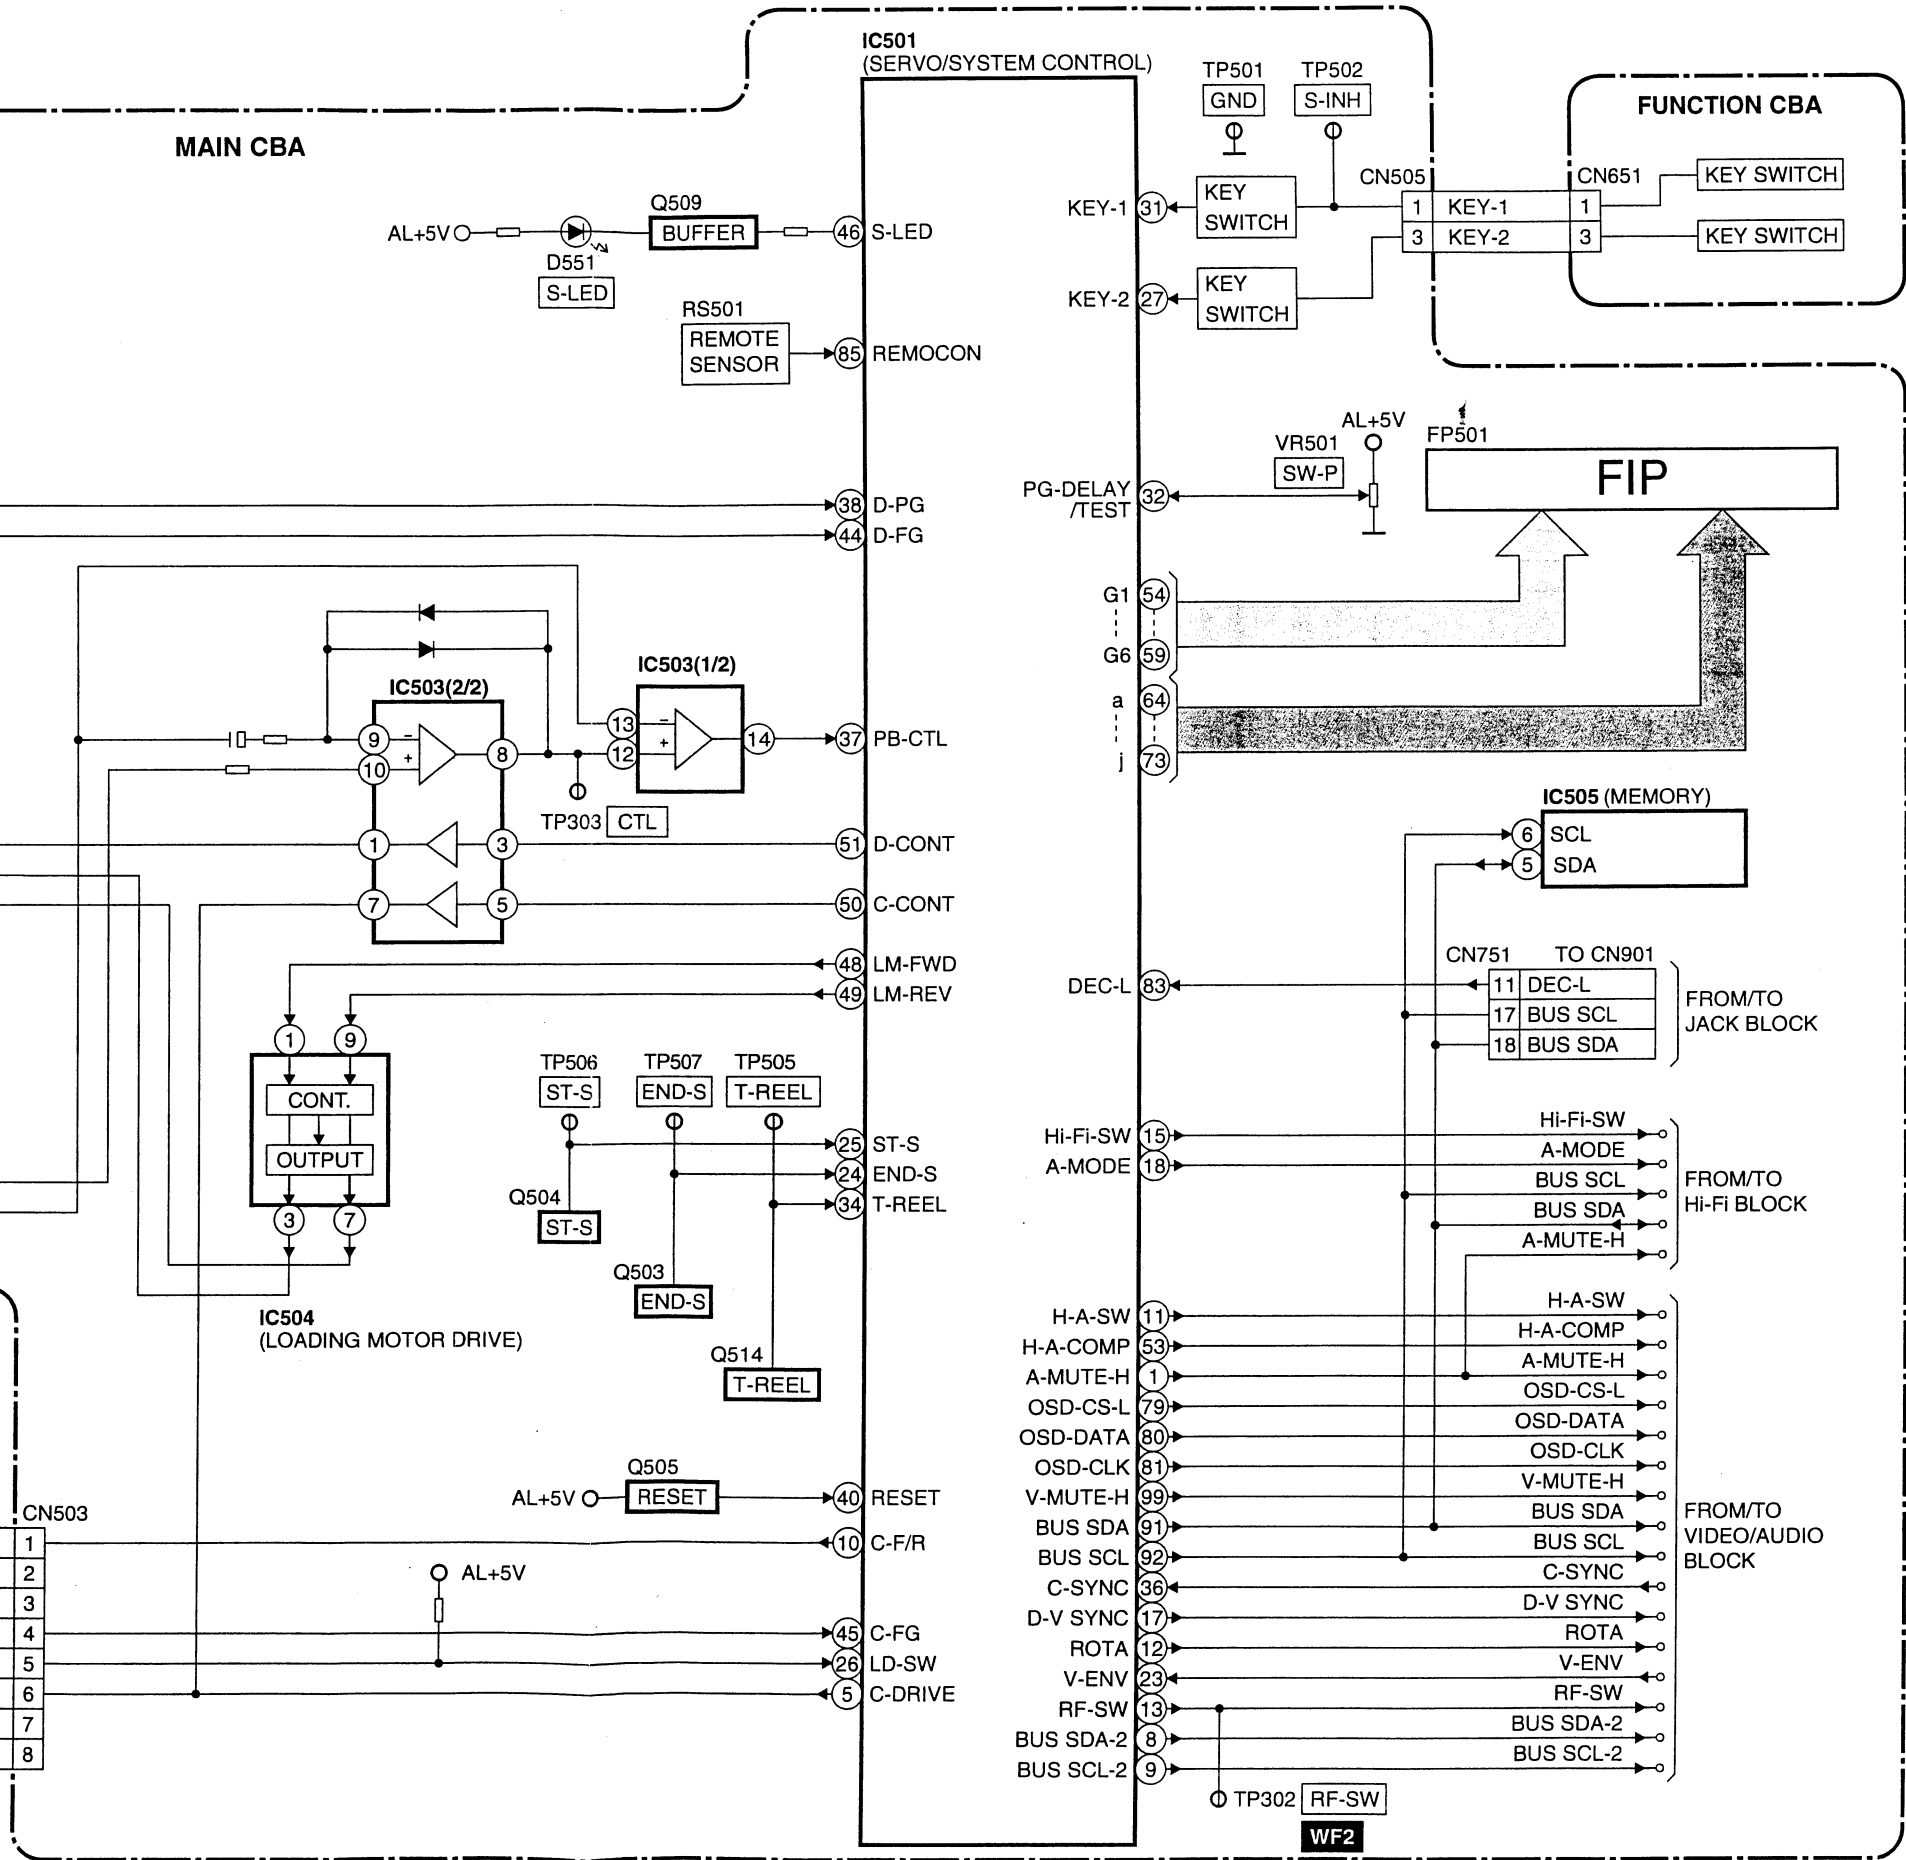 IC501
(SERVO/SYSTEM CONTROL)
MAIN CBA
TP501
GND
TP502
S-INH
FUNCTION CBA
CN505
CN651
KEY SWITCH
KEY SWITCH
1 KEY-1 1
3 KEY-2 3
KEY-1 31
KEY
SWITCH
KEY-2 27
KEY
SWITCH
AL+5V
D551
S-LED
Q509
BUFFER
46 S-LED
RS501
REMOTE
SENSOR
85 REMOCON
38 D-PG
44 D-FG
PG-DELAY
/TEST
32
VR501
SW-P
AL+5V
FP501
FIP
G1 54
G6 59
a 64
j 73
IC503(2/2)
9 −
10 +
8
1 3
7 5
IC503(1/2)
13 −
12 +
14
37 PB-CTL
TP303 CTL
51 D-CONT
50 C-CONT
48 LM-FWD
49 LM-REV
IC505 (MEMORY)
6 SCL
5 SDA
CN751 TO CN901
DEC-L 83
11 DEC-L
17 BUS SCL
18 BUS SDA
FROM/TO
JACK BLOCK
1 9
CONT.
OUTPUT
3 7
IC504
(LOADING MOTOR DRIVE)
TP506
ST-S
TP507
END-S
TP505
T-REEL
25 ST-S
24 END-S
34 T-REEL
Q504
ST-S
Q503
END-S
Q514
T-REEL
Hi-Fi-SW 15 Hi-Fi-SW
A-MODE 18 A-MODE
BUS SCL
BUS SDA
A-MUTE-H
FROM/TO
Hi-Fi BLOCK
H-A-SW 11 H-A-SW
H-A-COMP 53 H-A-COMP
A-MUTE-H 1 A-MUTE-H
OSD-CS-L 79 OSD-CS-L
OSD-DATA 80 OSD-DATA
OSD-CLK 81 OSD-CLK
V-MUTE-H 99 V-MUTE-H
BUS SDA 91 BUS SDA
BUS SCL 92 BUS SCL
C-SYNC 36 C-SYNC
D-V SYNC 17 D-V SYNC
ROTA 12 ROTA
V-ENV 23 V-ENV
RF-SW 13 RF-SW
BUS SDA-2 8 BUS SDA-2
BUS SCL-2 9 BUS SCL-2
FROM/TO
VIDEO/AUDIO
BLOCK
TP302 RF-SW
WF2
Q505
AL+5V RESET
40 RESET
10 C-F/R
AL+5V
45 C-FG
26 LD-SW
5 C-DRIVE
CN503
1
2
3
4
5
6
7
8